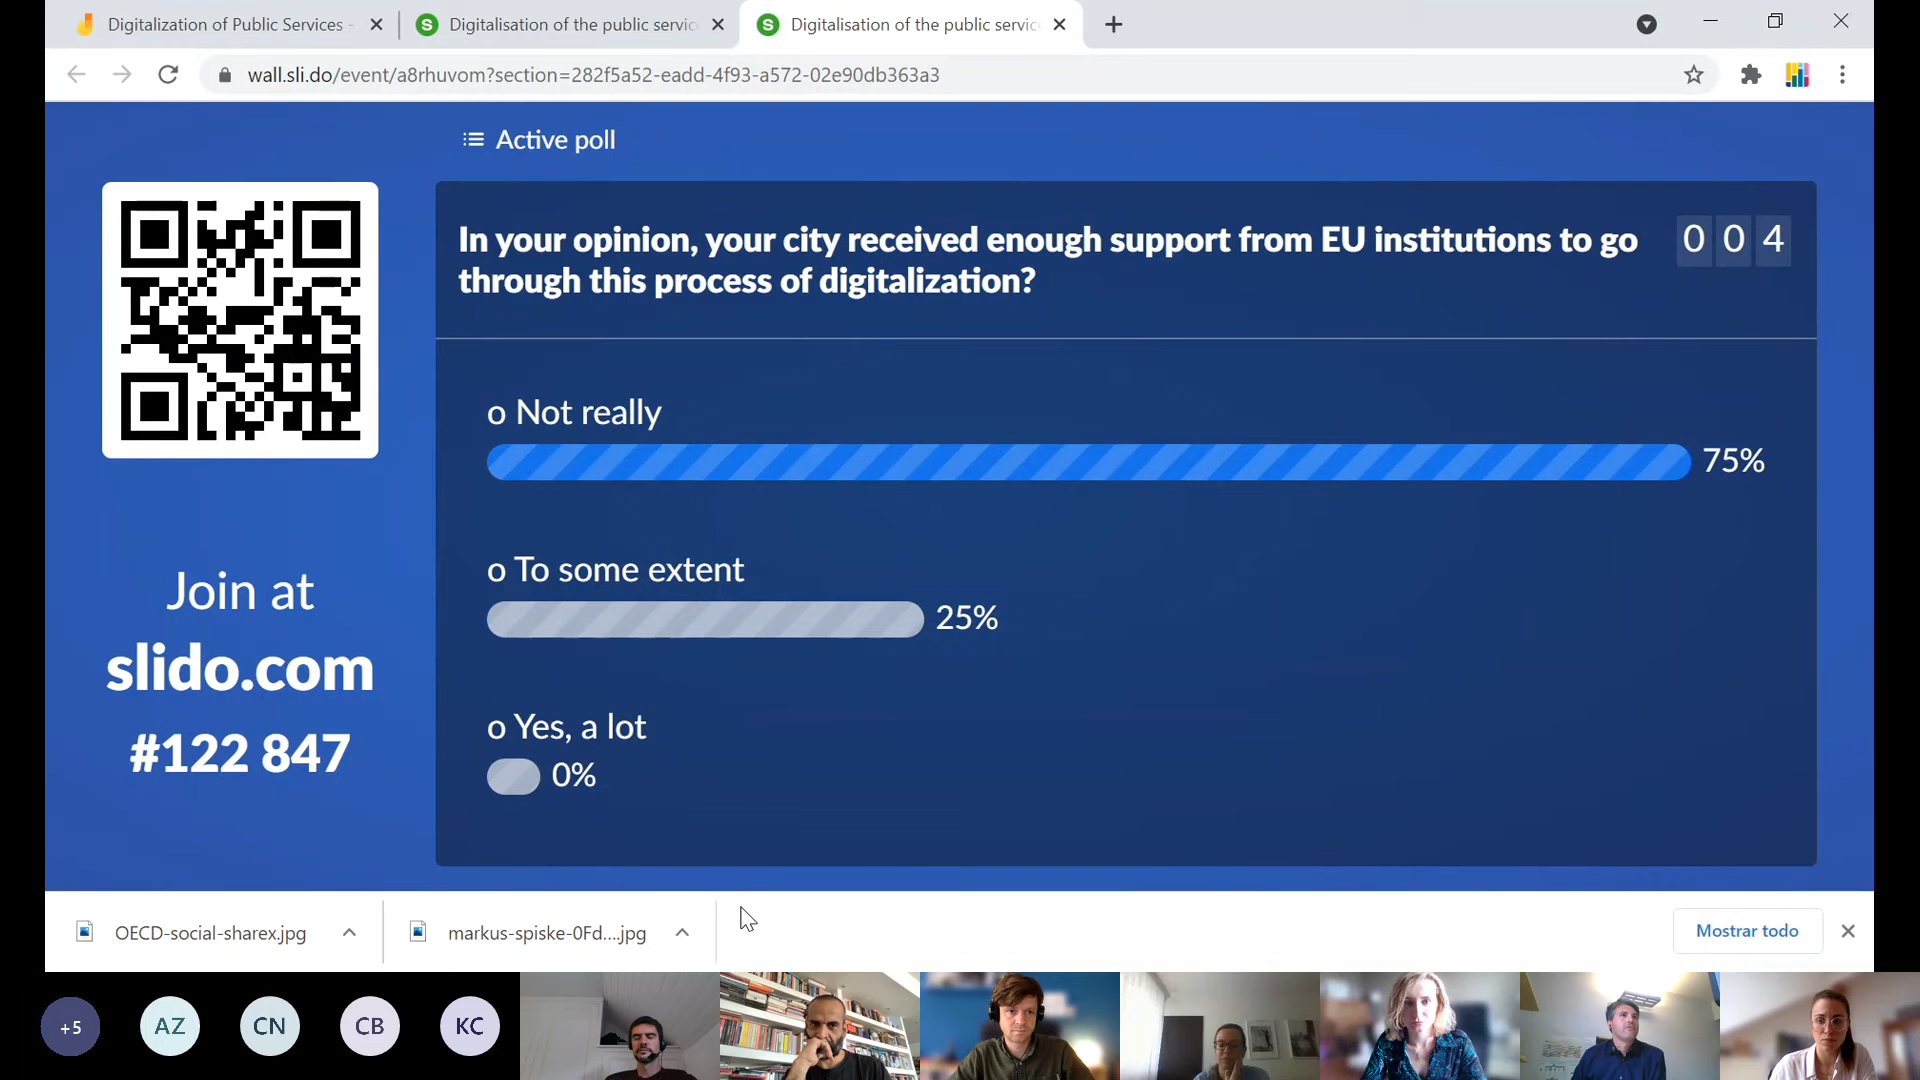 Digitalization of Public Services -
Digitalisation of the public servic
Digitalisation of the public servic
wall.sli.do/event/a8rhuvom?section=282f5a52-eadd-4f93-a572-02e90db363a3
Active poll
In your opinion, your city received enough support from EU institutions to go
through this process of digitalization?
0 0 4
o Not really
75%
o To some extent
25%
o Yes, a lot
0%
Join at
slido.com
#122 847
OECD-social-sharex.jpg
markus-spiske-0Fd....jpg
Mostrar todo
+5
AZ
CN
CB
KC